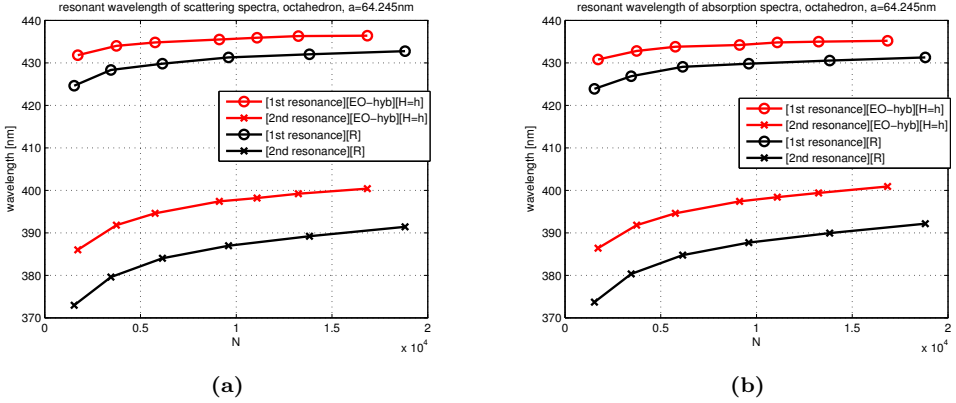 resonant wavelength of scattering spectra, octahedron, a=64.245nm
440
430
420
410
400
390
380
370
wavelength [nm]
[1st resonance][EO−hyb][H=h]
[2nd resonance][EO−hyb][H=h]
[1st resonance][R]
[2nd resonance][R]
0 0.5 1 1.5 2
N
x 10^4
(a)
resonant wavelength of absorption spectra, octahedron, a=64.245nm
440
430
420
410
400
390
380
370
wavelength [nm]
[1st resonance][EO−hyb][H=h]
[2nd resonance][EO−hyb][H=h]
[1st resonance][R]
[2nd resonance][R]
0 0.5 1 1.5 2
N
x 10^4
(b)